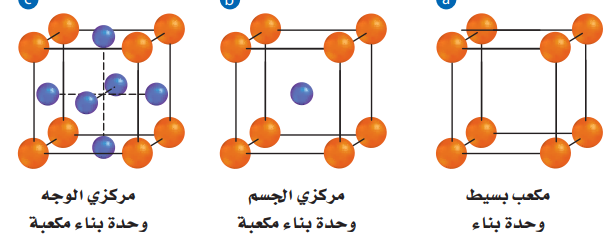 a
b
c
مكعب بسيط
وحدة بناء
مركزي الجسم
وحدة بناء مكعبة
مركزي الوجه
وحدة بناء مكعبة